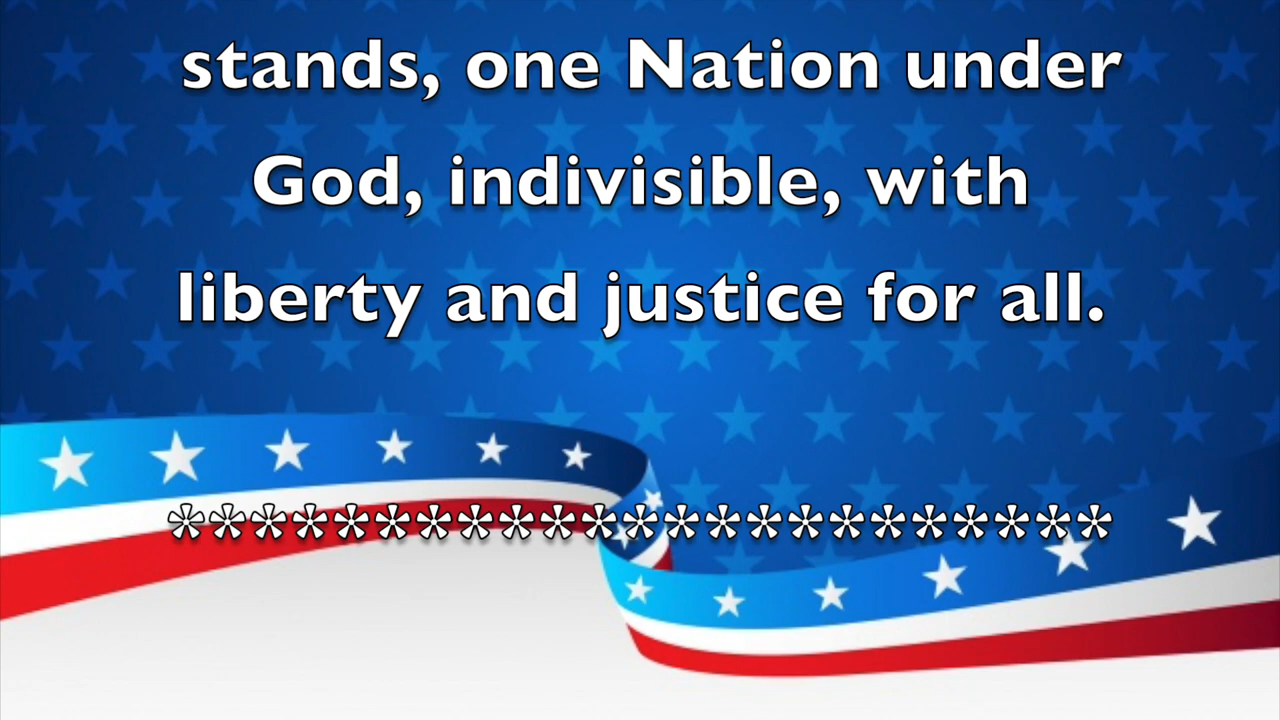 stands, one Nation under
God, indivisible, with
liberty and justice for all.
***********************